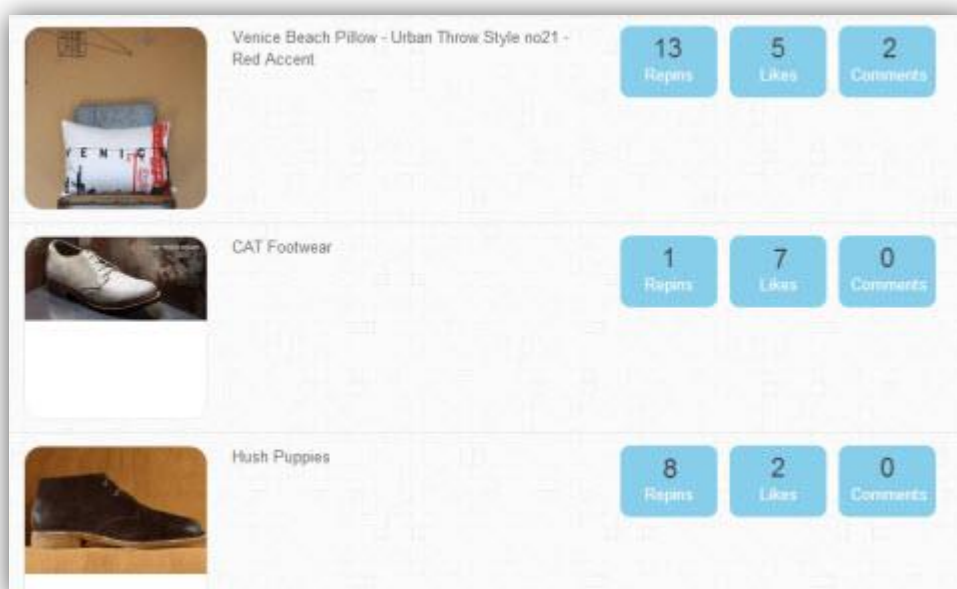 Venice Beach Pillow - Urban Throw Style no21 -
Red Accent
13
Repins
5
Likes
2
Comments
VENIC
CAT Footwear
1
Repins
7
Likes
0
Comments
Hush Puppies
8
Repins
2
Likes
0
Comments